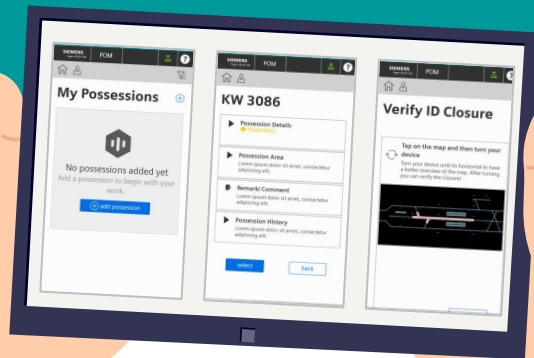 SIEMENS
POM
?
My Possessions
No possessions added yet
Add a possession to begin with your
work.
add possession
SIEMENS
POM
?
KW 3086
Possession Details
Possession Area
Lorem ipsum dolor sit amet, consectetur
adipiscing elit.
Remark/ Comment
Lorem ipsum dolor sit amet, consectetur
adipiscing elit.
Possession History
Lorem ipsum dolor sit amet, consectetur
adipiscing elit.
select
back
SIEMENS
POM
?
Verify ID Closure
Tap on the map and then turn your
device
Turn your device until its horizontal to have
a better overview of the map. After turning
you can verify the Closure!